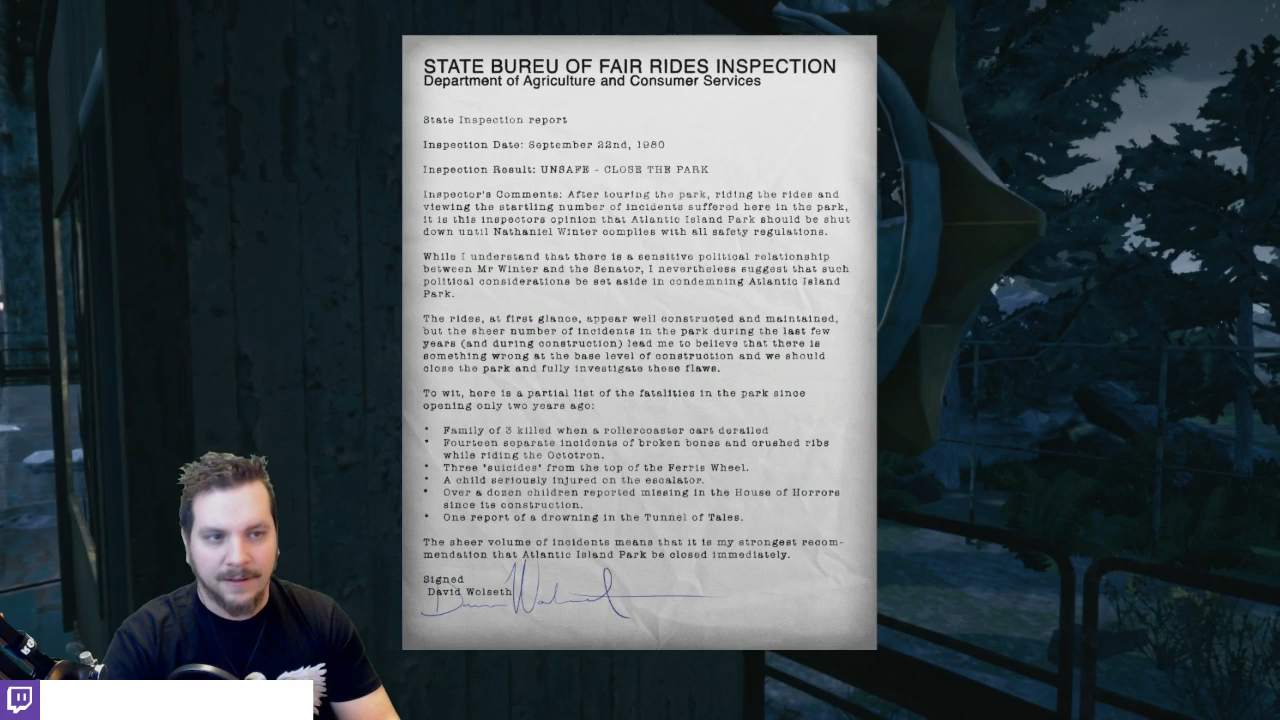 STATE BUREU OF FAIR RIDES INSPECTION
Department of Agriculture and Consumer Services
State Inspection report
Inspection Date: September 22nd, 1980
Inspection Result: UNSAFE - CLOSE THE PARK
Inspector's Comments: After touring the park, riding the rides and
viewing the startling number of incidents suffered here in the park,
it is this inspectors opinion that Atlantic Island Park should be shut
down until Nathaniel Winter complies with all safety regulations.
While I understand that there is a sensitive political relationship
between Mr Winter and the Senator, I nevertheless suggest that such
political considerations be set aside in condemning Atlantic Island
Park.
The rides, at first glance, appear well constructed and maintained,
but the sheer number of incidents in the park during the last few
years (and during construction) lead me to believe that there is
something wrong at the base level of construction and we should
close the park and fully investigate these flaws.
To wit, here is a partial list of the fatalities in the park since
opening only two years ago:
* Family of 3 killed when a rollercoaster cart derailed
* Fourteen separate incidents of broken bones and crushed ribs
while riding the Octotron.
* Three 'suicides' from the top of the Ferris Wheel.
* A child seriously injured on the escalator.
* Over a dozen children reported missing in the House of Horrors
since its construction.
* One report of a drowning in the Tunnel of Tales.
The sheer volume of incidents means that it is my strongest recom-
mendation that Atlantic Island Park be closed immediately.
Signed
David Wolseth